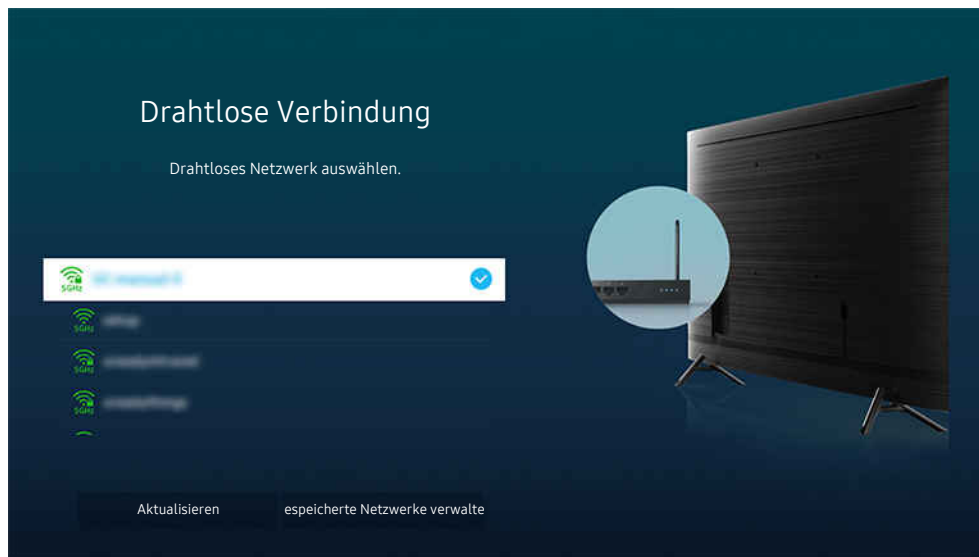 Drahtlose Verbindung
Drahtloses Netzwerk auswählen.
5GHz
5GHz
5GHz
5GHz
Aktualisieren
espeicherte Netzwerke verwalte